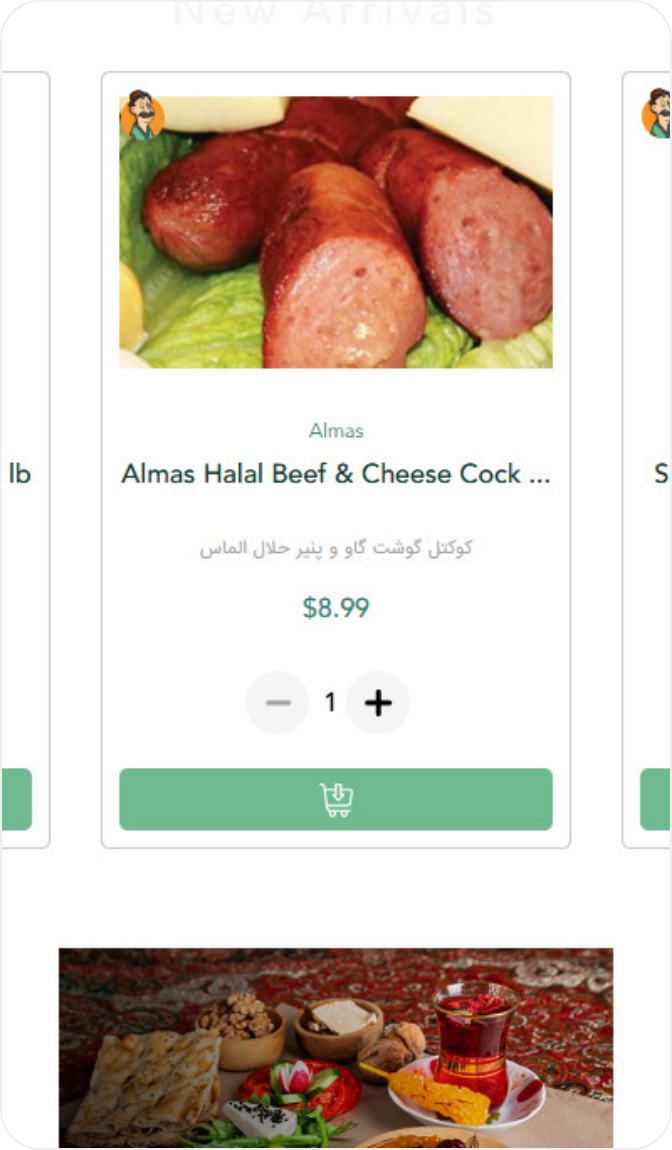 New Arrivals
lb
Almas
Almas Halal Beef & Cheese Cock ...
S
کوکتل گوشت گاو و پنیر حلال الماس
$8.99
1